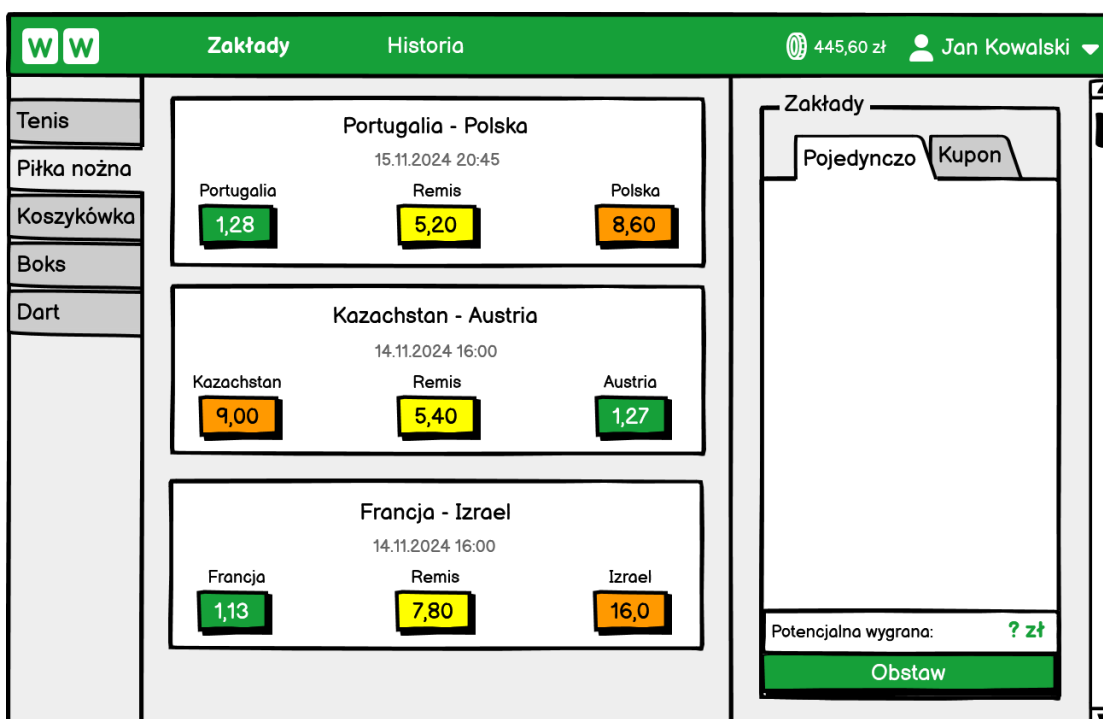 W W
Zakłady
Historia
445,60 zł
Jan Kowalski
Tenis
Piłka nożna
Koszykówka
Boks
Dart
Portugalia - Polska
15.11.2024 20:45
Portugalia Remis Polska
1,28 5,20 8,60
Kazachstan - Austria
14.11.2024 16:00
Kazachstan Remis Austria
9,00 5,40 1,27
Francja - Izrael
14.11.2024 16:00
Francja Remis Izrael
1,13 7,80 16,0
Zakłady
Pojedynczo Kupon
Potencjalna wygrana: ? zł
Obstaw